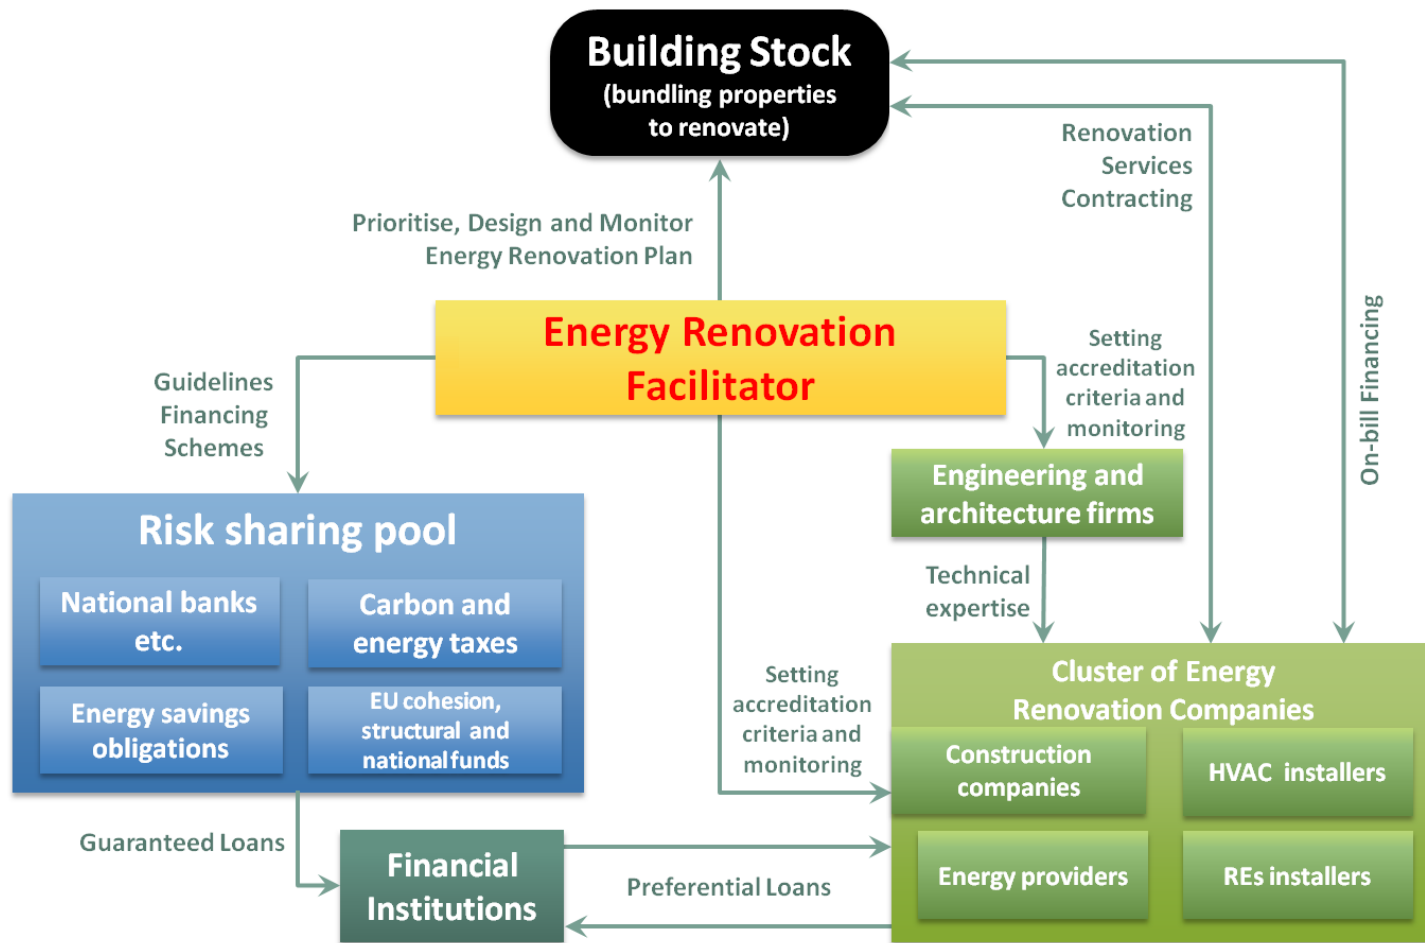 Building Stock
(bundling properties
to renovate)
Renovation
Services
Contracting
Prioritise, Design and Monitor
Energy Renovation Plan
On-bill Financing
Energy Renovation
Facilitator
Setting
accreditation
criteria and
monitoring
Guidelines
Financing
Schemes
Engineering and
architecture firms
Risk sharing pool
National banks
etc.
Carbon and
energy taxes
Energy savings
obligations
EU cohesion,
structural and
national funds
Technical
expertise
Setting
accreditation
criteria and
monitoring
Cluster of Energy
Renovation Companies
Construction
companies
HVAC installers
Energy providers
REs installers
Guaranteed Loans
Financial
Institutions
Preferential Loans